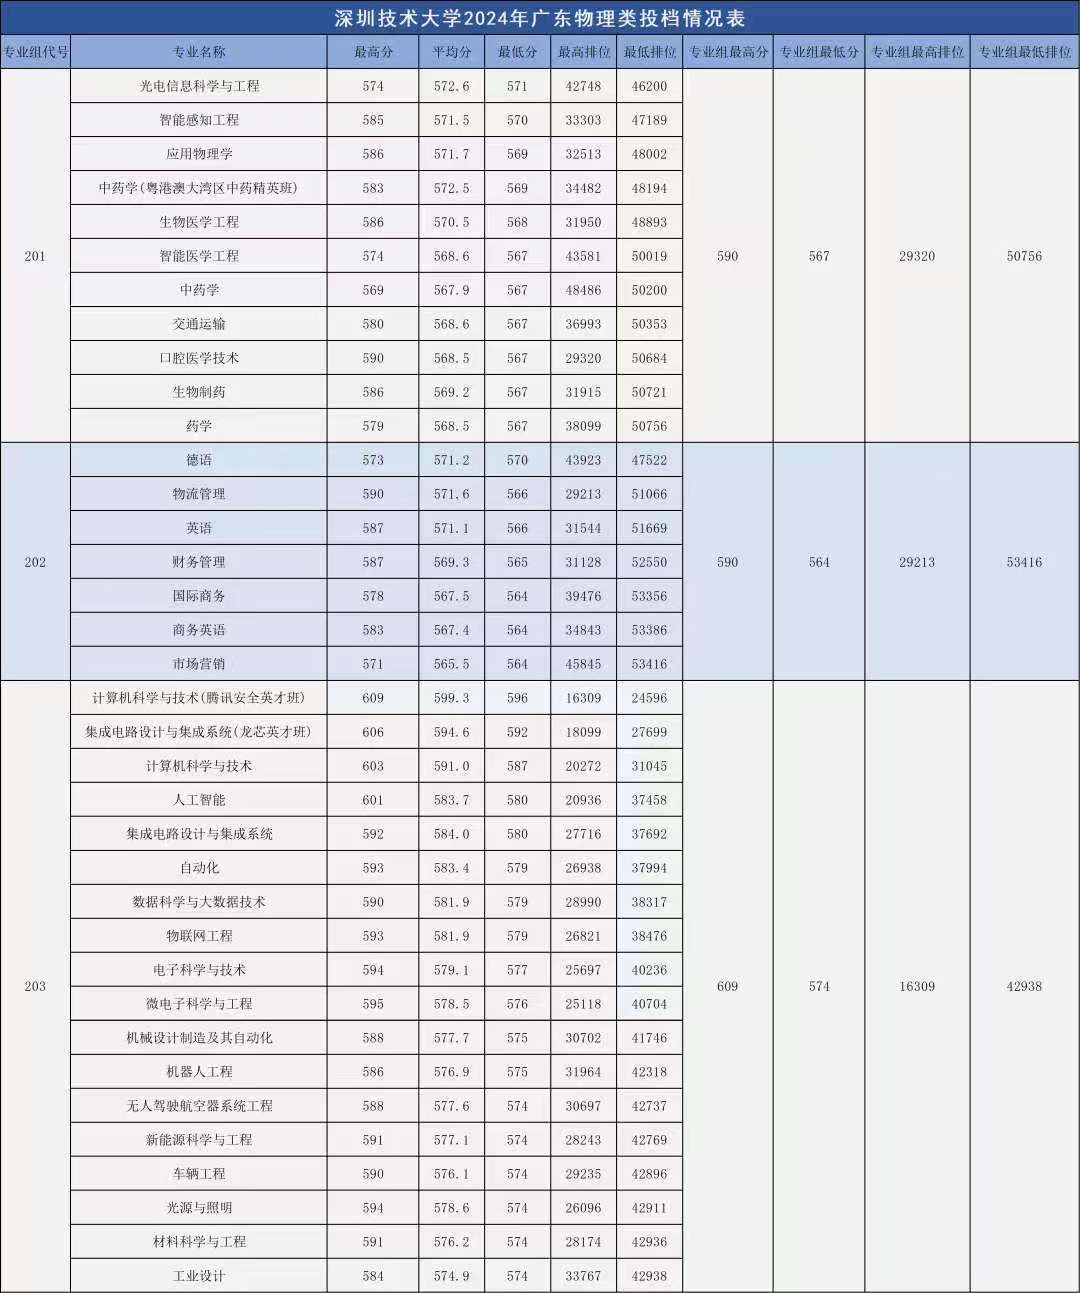 深圳技术大学2024年广东物理类投档情况表
专业组代号 专业名称 最高分 平均分 最低分 最高排位 最低排位 专业组最高分 专业组最低分 专业组最高排位 专业组最低排位
光电信息科学与工程 574 572.6 571 42748 46200
智能感知工程 585 571.5 570 33303 47189
应用物理学 586 571.7 569 32513 48002
中药学(粤港澳大湾区中药精英班) 583 572.5 569 34482 48194
生物医学工程 586 570.5 568 31950 48893
201 智能医学工程 574 568.6 567 43581 50019 590 567 29320 50756
中药学 569 567.9 567 48486 50200
交通运输 580 568.6 567 36993 50353
口腔医学技术 590 568.5 567 29320 50684
生物制药 586 569.2 567 31915 50721
药学 579 568.5 567 38099 50756
德语 573 571.2 570 43923 47522
物流管理 590 571.6 566 29213 51066
英语 587 571.1 566 31544 51669
202 财务管理 587 569.3 565 31128 52550 590 564 29213 53416
国际商务 578 567.5 564 39476 53356
商务英语 583 567.4 564 34843 53386
市场营销 571 565.5 564 45845 53416
计算机科学与技术(腾讯安全英才班) 609 599.3 596 16309 24596
集成电路设计与集成系统(龙芯英才班) 606 594.6 592 18099 27699
计算机科学与技术 603 591.0 587 20272 31045
人工智能 601 583.7 580 20936 37458
集成电路设计与集成系统 592 584.0 580 27716 37692
自动化 593 583.4 579 26938 37994
数据科学与大数据技术 590 581.9 579 28990 38317
物联网工程 593 581.9 579 26821 38476
电子科学与技术 594 579.1 577 25697 40236
203 609 574 16309 42938
微电子科学与工程 595 578.5 576 25118 40704
机械设计制造及其自动化 588 577.7 575 30702 41746
机器人工程 586 576.9 575 31964 42318
无人驾驶航空器系统工程 588 577.6 574 30697 42737
新能源科学与工程 591 577.1 574 28243 42769
车辆工程 590 576.1 574 29235 42896
光源与照明 594 578.6 574 26096 42911
材料科学与工程 591 576.2 574 28174 42936
工业设计 584 574.9 574 33767 42938